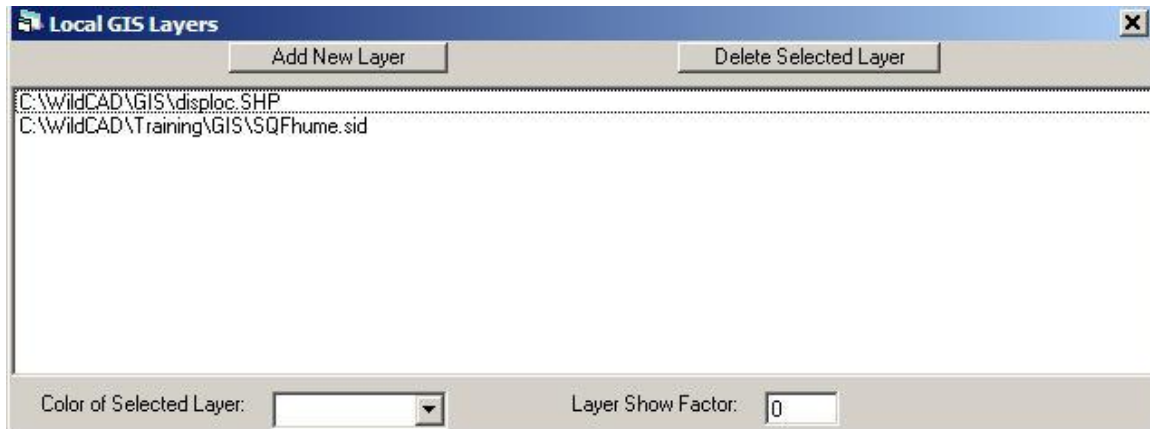 Local GIS Layers
Add New Layer Delete Selected Layer
C:\WildCAD\GIS\disploc.SHP
C:\WildCAD\Training\GIS\SQFhume.sid
Color of Selected Layer: Layer Show Factor: 0